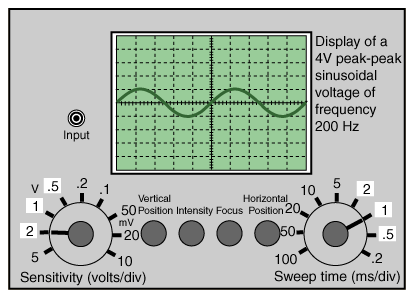 Display of a
4V peak-peak
sinusoidal
voltage of
frequency
200 Hz
Input
V .5 .2 .1
1 50
mV
2 20
5 10
Sensitivity (volts/div)
Vertical
Position
Intensity
Focus
Horizontal
Position
10 5 2
20 1
50 .5
100 .2
Sweep time (ms/div)